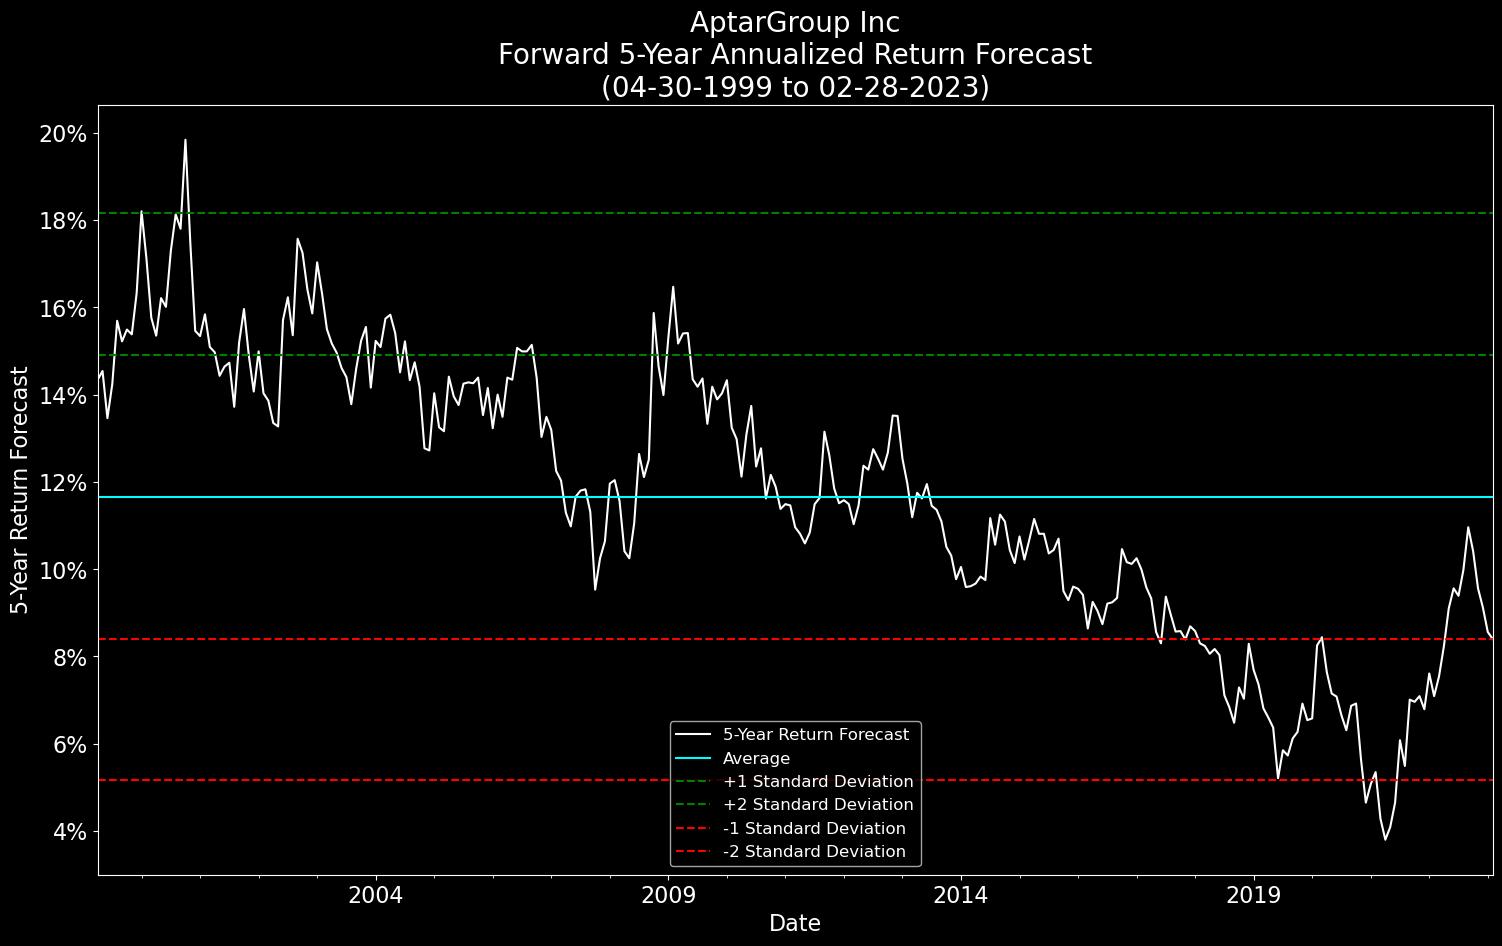 AptarGroup Inc
Forward 5-Year Annualized Return Forecast
(04-30-1999 to 02-28-2023)
20%
18%
16%
14%
12%
10%
8%
6%
4%
5-Year Return Forecast
5-Year Return Forecast
Average
+1 Standard Deviation
+2 Standard Deviation
-1 Standard Deviation
-2 Standard Deviation
2004
2009
2014
2019
Date